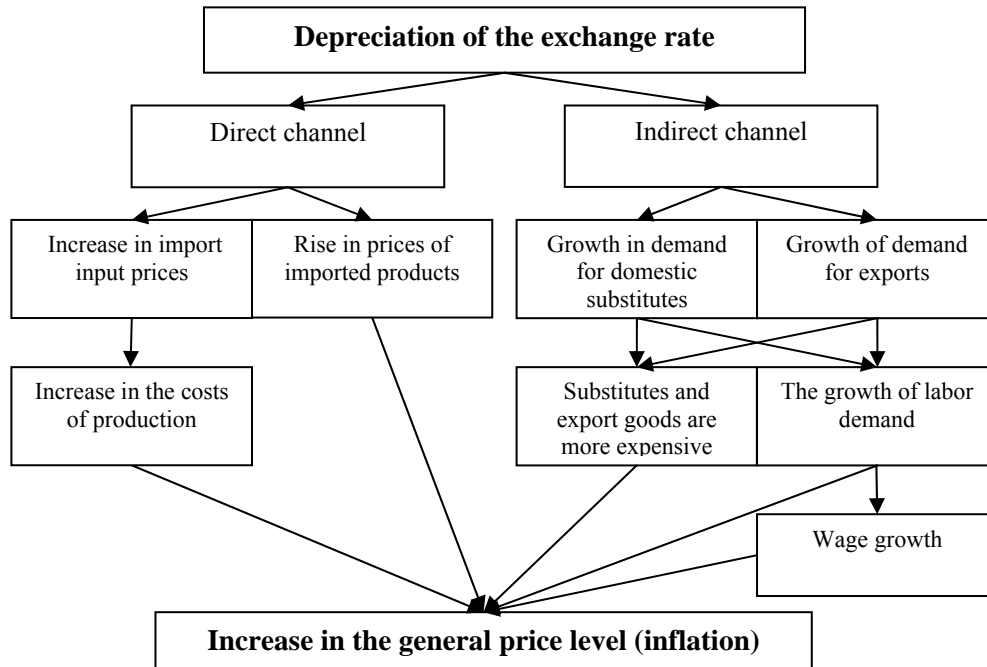 Depreciation of the exchange rate
Direct channel
Indirect channel
Increase in import
input prices
Rise in prices of
imported products
Growth in demand
for domestic
substitutes
Growth of demand
for exports
Increase in the costs
of production
Substitutes and
export goods are
more expensive
The growth of labor
demand
Wage growth
Increase in the general price level (inflation)